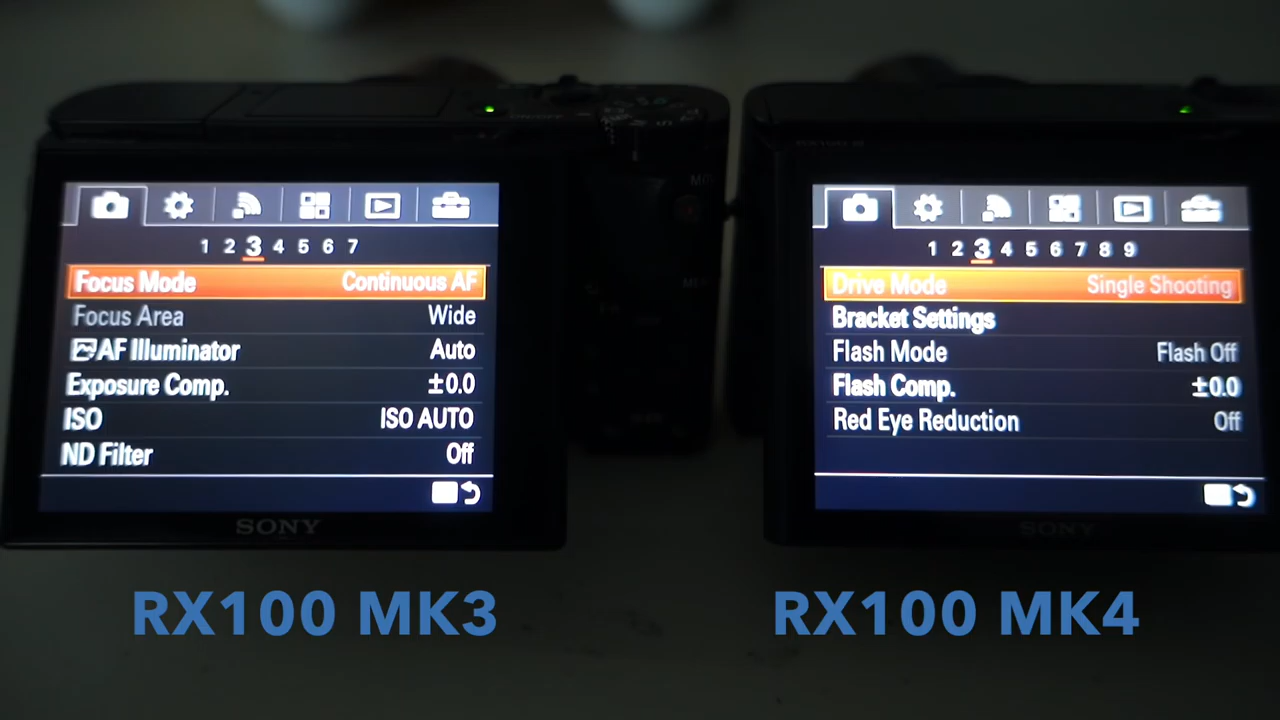 1 2 3 4 5 6 7
Focus Mode Continuous AF
Focus Area Wide
AF Illuminator Auto
Exposure Comp. ±0.0
ISO ISO AUTO
ND Filter Off
SONY
RX100 MK3
1 2 3 4 5 6 7 8 9
Drive Mode Single Shooting
Bracket Settings
Flash Mode Flash Off
Flash Comp. ±0.0
Red Eye Reduction Off
SONY
RX100 MK4